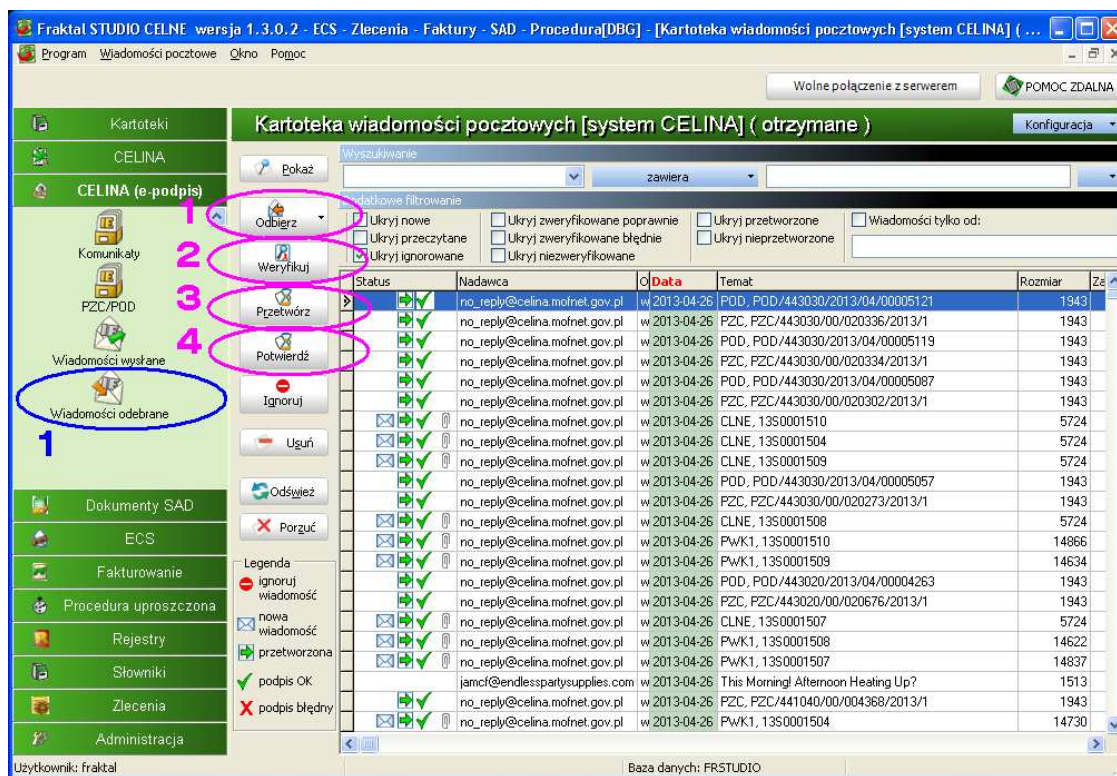 Fraktal STUDIO CELNE wersja 1.3.0.2 - ECS - Zlecenia - Faktury - SAD - Procedura[DBG] - [Kartoteka wiadomości pocztowych [system CELINA] ( ...
Program Wiadomości pocztowe Okno Pomoc
Wolne połączenie z serwerem POMOC ZDALNA
Kartoteka wiadomości pocztowych [system CELINA] ( otrzymane ) Konfiguracja
Kartoteki
CELINA
CELINA (e-podpis)
Komunikaty
PZC/POD
Wiadomości wysłane
Wiadomości odebrane
1
Dokumenty SAD
ECS
Fakturowanie
Procedura uproszczona
Rejestry
Słowniki
Zlecenia
Administracja
Pokaż
1 Odbierz
2 Weryfikuj
3 Przetwórz
4 Potwierdź
Ignoruj
Usuń
Odśwież
Porzuć
Legenda
ignoruj
wiadomość
nowa
wiadomość
przetworzona
podpis OK
podpis błędny
Wyszukiwanie
zawiera
Dodatkowe filtrowanie
Ukryj nowe Ukryj zweryfikowane poprawnie Ukryj przetworzone Wiadomości tylko od:
Ukryj przeczytane Ukryj zweryfikowane błędnie Ukryj nieprzetworzone
Ukryj ignorowane Ukryj niezweryfikowane
Status Nadawca O Data Temat Rozmiar Za
no_reply@celina.mofnet.gov.pl w 2013-04-26 POD, POD/443030/2013/04/00005121 1943
no_reply@celina.mofnet.gov.pl w 2013-04-26 PZC, PZC/443030/00/020336/2013/1 1943
no_reply@celina.mofnet.gov.pl w 2013-04-26 POD, POD/443030/2013/04/00005119 1943
no_reply@celina.mofnet.gov.pl w 2013-04-26 PZC, PZC/443030/00/020334/2013/1 1943
no_reply@celina.mofnet.gov.pl w 2013-04-26 POD, POD/443030/2013/04/00005087 1943
no_reply@celina.mofnet.gov.pl w 2013-04-26 PZC, PZC/443030/00/020302/2013/1 1943
no_reply@celina.mofnet.gov.pl w 2013-04-26 CLNE, 13S0001510 5724
no_reply@celina.mofnet.gov.pl w 2013-04-26 CLNE, 13S0001504 5724
no_reply@celina.mofnet.gov.pl w 2013-04-26 CLNE, 13S0001509 5724
no_reply@celina.mofnet.gov.pl w 2013-04-26 POD, POD/443030/2013/04/00005057 1943
no_reply@celina.mofnet.gov.pl w 2013-04-26 PZC, PZC/443030/00/020273/2013/1 1943
no_reply@celina.mofnet.gov.pl w 2013-04-26 CLNE, 13S0001508 5724
no_reply@celina.mofnet.gov.pl w 2013-04-26 PWK1, 13S0001510 14866
no_reply@celina.mofnet.gov.pl w 2013-04-26 PWK1, 13S0001509 14634
no_reply@celina.mofnet.gov.pl w 2013-04-26 POD, POD/443020/2013/04/00004263 1943
no_reply@celina.mofnet.gov.pl w 2013-04-26 PZC, PZC/443020/00/020676/2013/1 1943
no_reply@celina.mofnet.gov.pl w 2013-04-26 CLNE, 13S0001507 5724
no_reply@celina.mofnet.gov.pl w 2013-04-26 PWK1, 13S0001508 14622
no_reply@celina.mofnet.gov.pl w 2013-04-26 PWK1, 13S0001507 14837
jamcf@endlesspartysupplies.com w 2013-04-26 This Morning! Afternoon Heating Up? 1513
no_reply@celina.mofnet.gov.pl w 2013-04-26 PZC, PZC/441040/00/004368/2013/1 1943
no_reply@celina.mofnet.gov.pl w 2013-04-26 PWK1, 13S0001504 14730
Użytkownik: fraktal Baza danych: FRSTUDIO